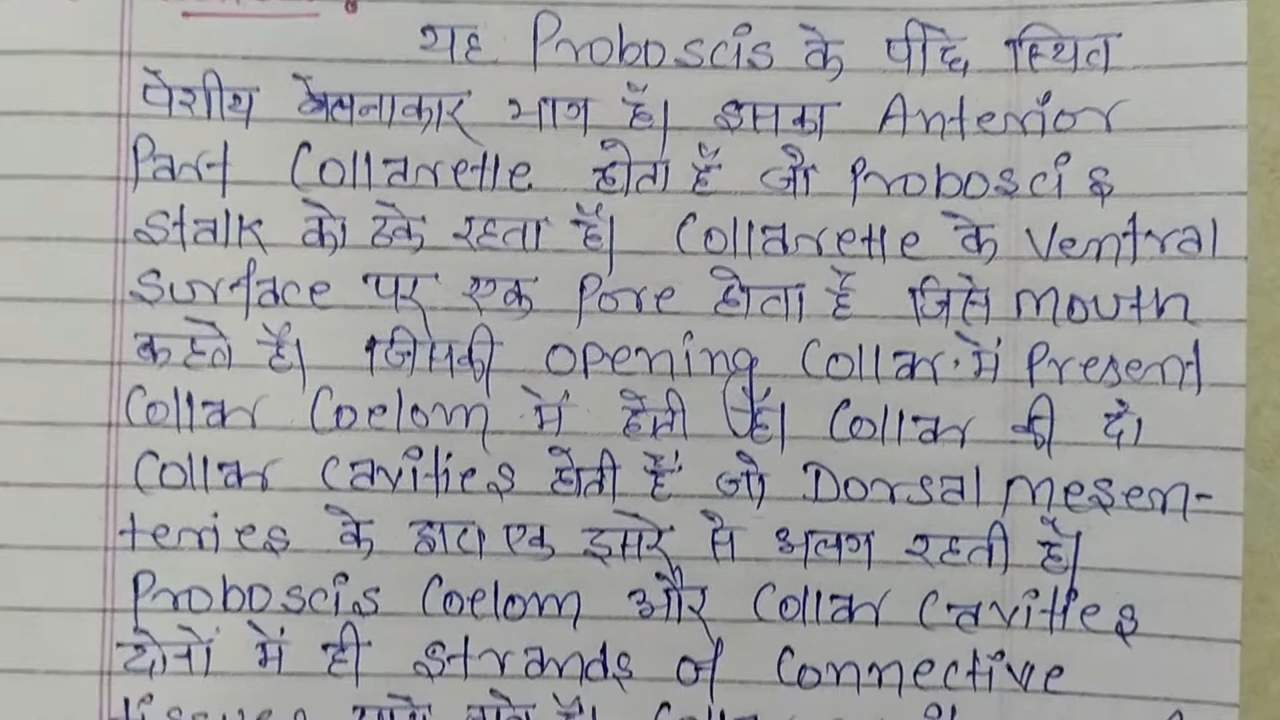 यह Proboscis के पीछे स्थित
पेशीय बेलनाकार भाग है। इसका Anterior
Part Collarette होता है जो Proboscis
Stalk को ढके रहता है। Collarette के Ventral
Surface पर एक Pore होता है जिसे mouth
कहते है। जिसकी opening Collar में Present
Collar Coelom में होती है। Collar की दो
Collar Cavities होती है जो Dorsal mesen-
teries के द्वारा एक दूसरे से अलग रहती है।
Proboscis Coelom और Collar Cavities
दोनों में ही Strands of Connective